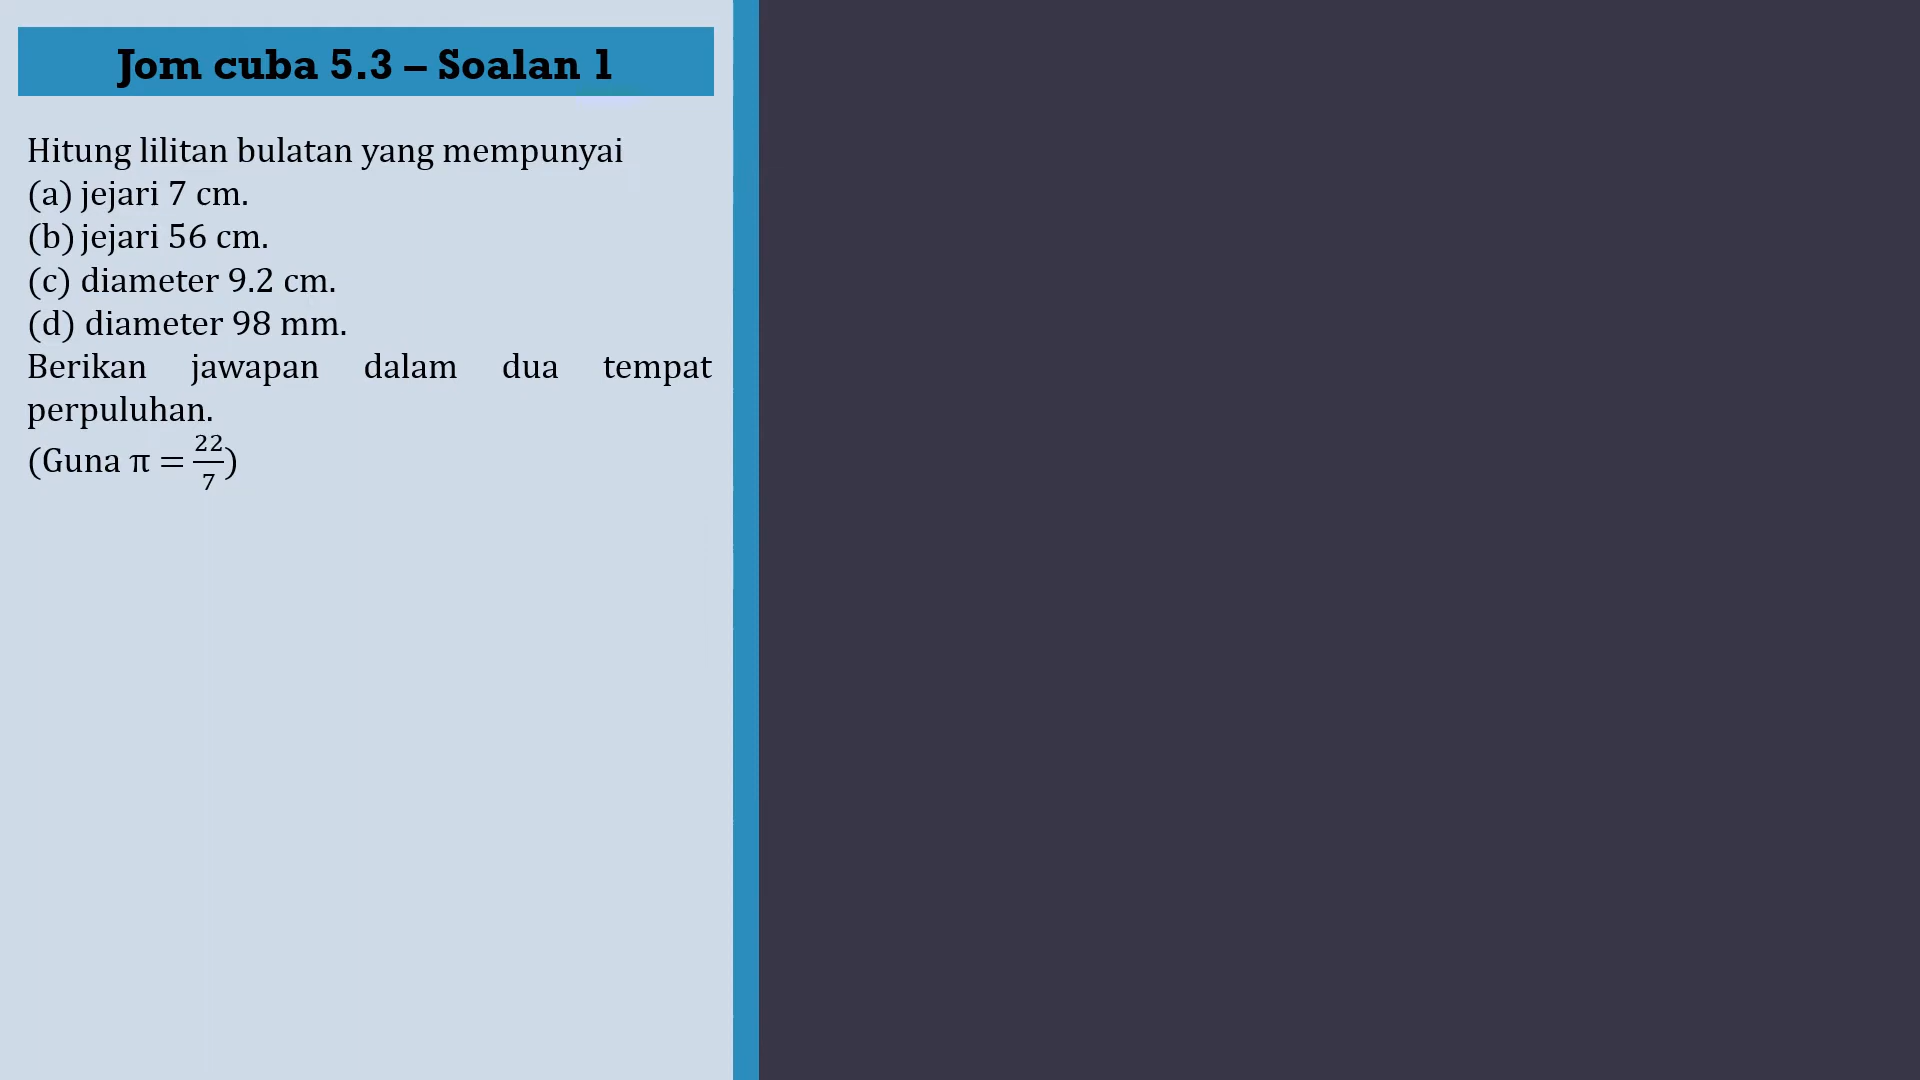 Jom cuba 5.3 – Soalan 1
Hitung lilitan bulatan yang mempunyai
(a) jejari 7 cm.
(b) jejari 56 cm.
(c) diameter 9.2 cm.
(d) diameter 98 mm.
Berikan jawapan dalam dua tempat
perpuluhan.
(Guna π = 22/7)